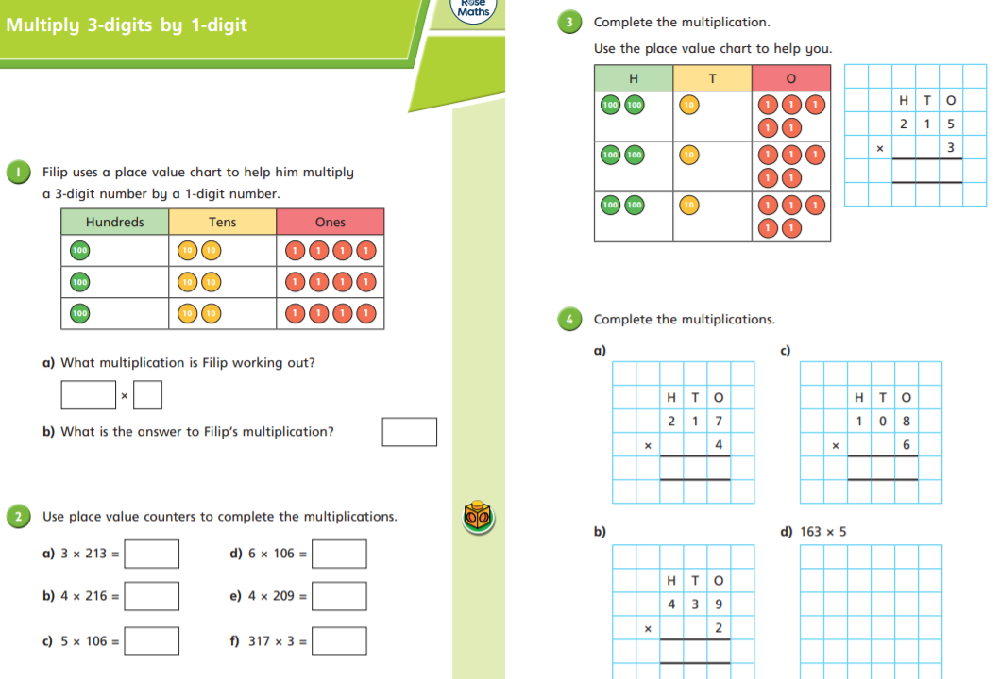 Multiply 3-digits by 1-digit
Rose
Maths
1 Filip uses a place value chart to help him multiply
a 3-digit number by a 1-digit number.
Hundreds Tens Ones
100 10 10 1 1 1 1
100 10 10 1 1 1 1
100 10 10 1 1 1 1
a) What multiplication is Filip working out?
×
b) What is the answer to Filip's multiplication?
2 Use place value counters to complete the multiplications.
a) 3 × 213 =
d) 6 × 106 =
b) 4 × 216 =
e) 4 × 209 =
c) 5 × 106 =
f) 317 × 3 =
3 Complete the multiplication.
Use the place value chart to help you.
H T O
100 100 10 1 1 1
1 1
100 100 10 1 1 1
1 1
100 100 10 1 1 1
1 1
H T O
2 1 5
× 3
4 Complete the multiplications.
a)
H T O
2 1 7
× 4
c)
H T O
1 0 8
× 6
b)
H T O
4 3 9
× 2
d) 163 × 5